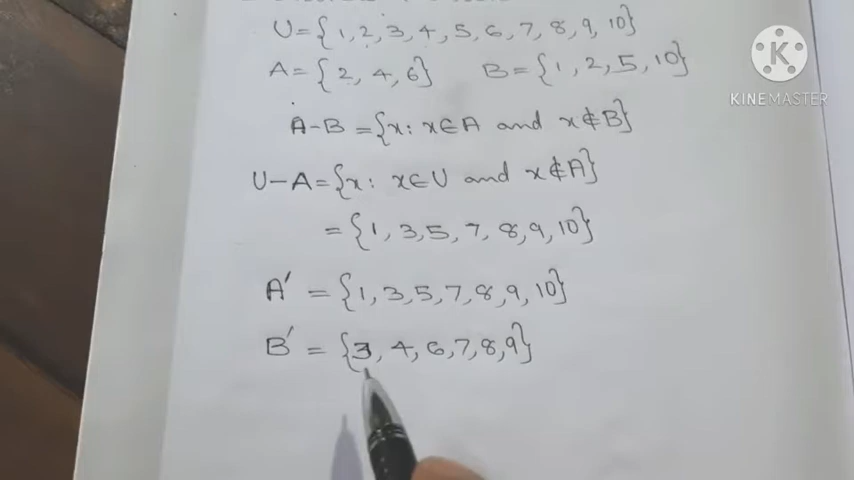 U={1,2,3,4,5,6,7,8,9,10}
A={2,4,6} B={1,2,5,10}
A-B={x: x∈A and x∉B}
U-A={x: x∈U and x∉A}
={1,3,5,7,8,9,10}
A'={1,3,5,7,8,9,10}
B'={3,4,6,7,8,9}
K
KINEMASTER